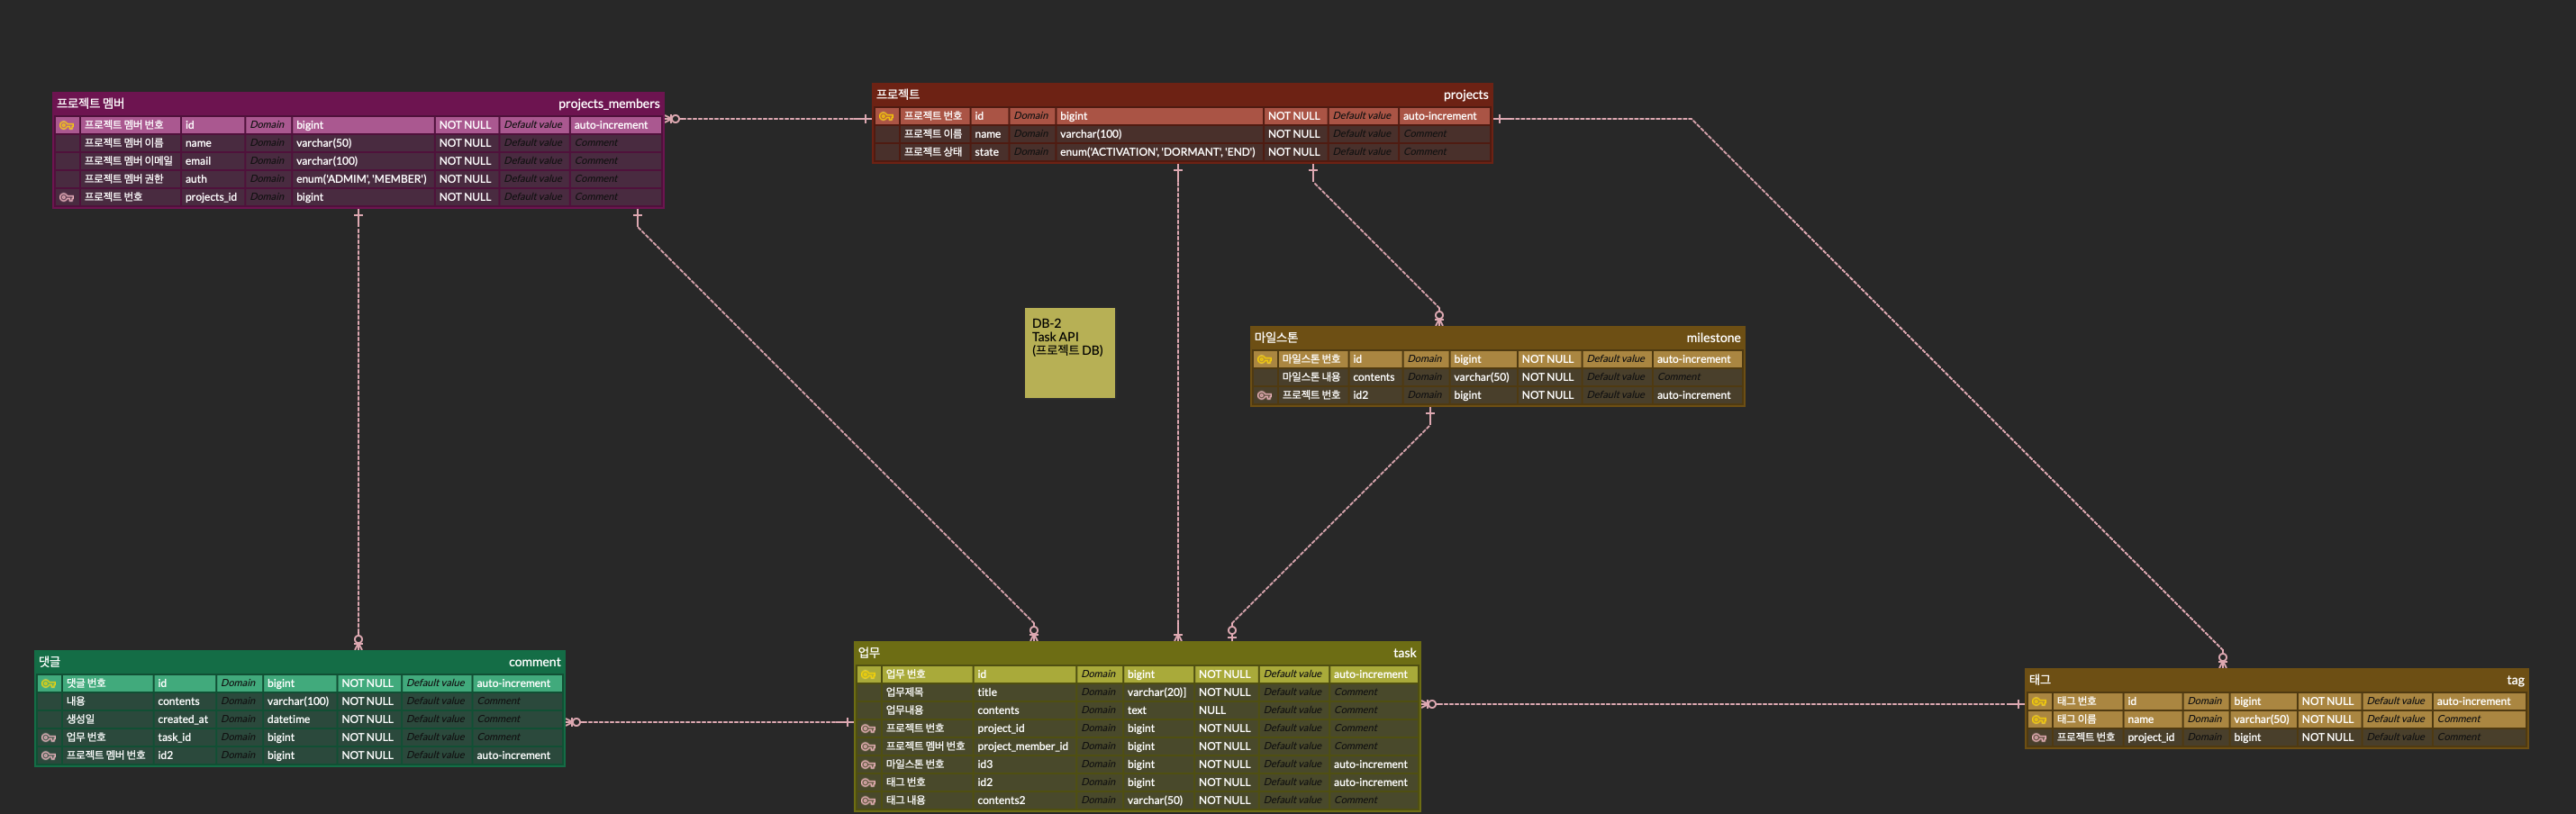 프로젝트 멤버 projects_members
프로젝트 멤버 번호 id Domain bigint NOT NULL Default value auto-increment
프로젝트 멤버 이름 name Domain varchar(50) NOT NULL Default value Comment
프로젝트 멤버 이메일 email Domain varchar(100) NOT NULL Default value Comment
프로젝트 멤버 권한 auth Domain enum('ADMIM', 'MEMBER') NOT NULL Default value Comment
프로젝트 번호 projects_id Domain bigint NOT NULL Default value Comment
프로젝트 projects
프로젝트 번호 id Domain bigint NOT NULL Default value auto-increment
프로젝트 이름 name Domain varchar(100) NOT NULL Default value Comment
프로젝트 상태 state Domain enum('ACTIVATION', 'DORMANT', 'END') NOT NULL Default value Comment
DB-2
Task API
(프로젝트 DB)
마일스톤 milestone
마일스톤 번호 id Domain bigint NOT NULL Default value auto-increment
마일스톤 내용 contents Domain varchar(50) NOT NULL Default value Comment
프로젝트 번호 id2 Domain bigint NOT NULL Default value auto-increment
댓글 comment
댓글 번호 id Domain bigint NOT NULL Default value auto-increment
내용 contents Domain varchar(100) NOT NULL Default value Comment
생성일 created_at Domain datetime NOT NULL Default value Comment
업무 번호 task_id Domain bigint NOT NULL Default value Comment
프로젝트 멤버 번호 id2 Domain bigint NOT NULL Default value auto-increment
업무 task
업무 번호 id Domain bigint NOT NULL Default value auto-increment
업무제목 title Domain varchar(20)] NOT NULL Default value Comment
업무내용 contents Domain text NULL Default value Comment
프로젝트 번호 project_id Domain bigint NOT NULL Default value Comment
프로젝트 멤버 번호 project_member_id Domain bigint NOT NULL Default value Comment
마일스톤 번호 id3 Domain bigint NOT NULL Default value auto-increment
태그 번호 id2 Domain bigint NOT NULL Default value auto-increment
태그 내용 contents2 Domain varchar(50) NOT NULL Default value Comment
태그 tag
태그 번호 id Domain bigint NOT NULL Default value auto-increment
태그 이름 name Domain varchar(50) NOT NULL Default value Comment
프로젝트 번호 project_id Domain bigint NOT NULL Default value Comment